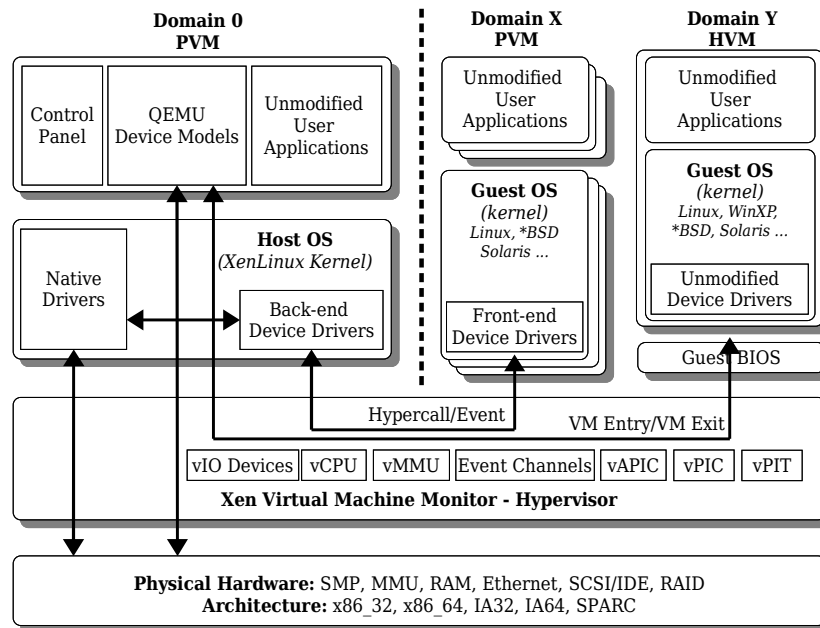 Domain 0
PVM
Domain X
PVM
Domain Y
HVM
Control
Panel
QEMU
Device Models
Unmodified
User
Applications
Unmodified
User
Applications
Unmodified
User
Applications
Host OS
(XenLinux Kernel)
Native
Drivers
Back-end
Device Drivers
Guest OS
(kernel)
Linux, *BSD
Solaris ...
Front-end
Device Drivers
Guest OS
(kernel)
Linux, WinXP,
*BSD, Solaris ...
Unmodified
Device Drivers
Guest BIOS
Hypercall/Event
VM Entry/VM Exit
vIO Devices
vCPU
vMMU
Event Channels
vAPIC
vPIC
vPIT
Xen Virtual Machine Monitor - Hypervisor
Physical Hardware: SMP, MMU, RAM, Ethernet, SCSI/IDE, RAID
Architecture: x86_32, x86_64, IA32, IA64, SPARC